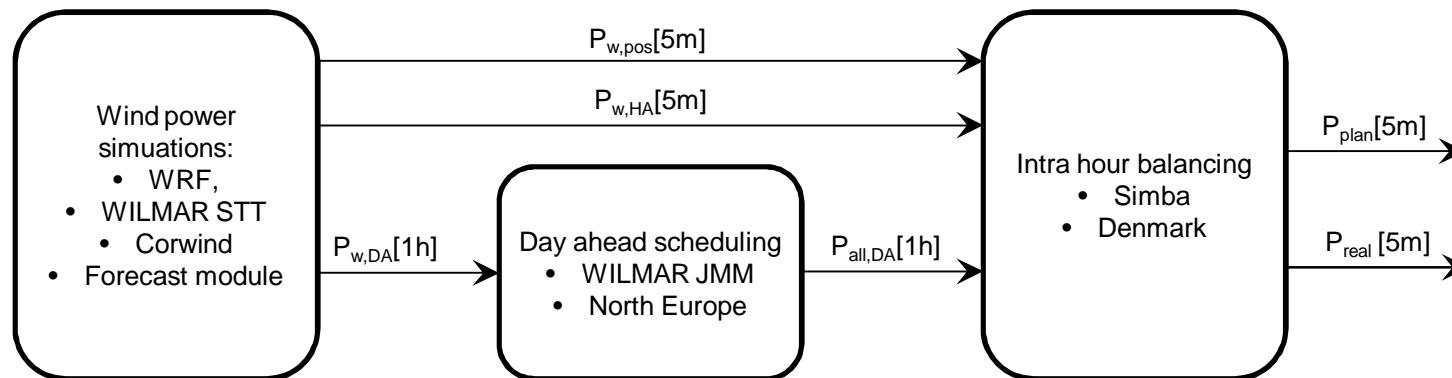 Wind power
simuations:
• WRF,
• WILMAR STT
• Corwind
• Forecast module
P_w,pos[5m]
P_w,HA[5m]
P_w,DA[1h]
Day ahead scheduling
• WILMAR JMM
• North Europe
P_all,DA[1h]
Intra hour balancing
• Simba
• Denmark
P_plan[5m]
P_real [5m]